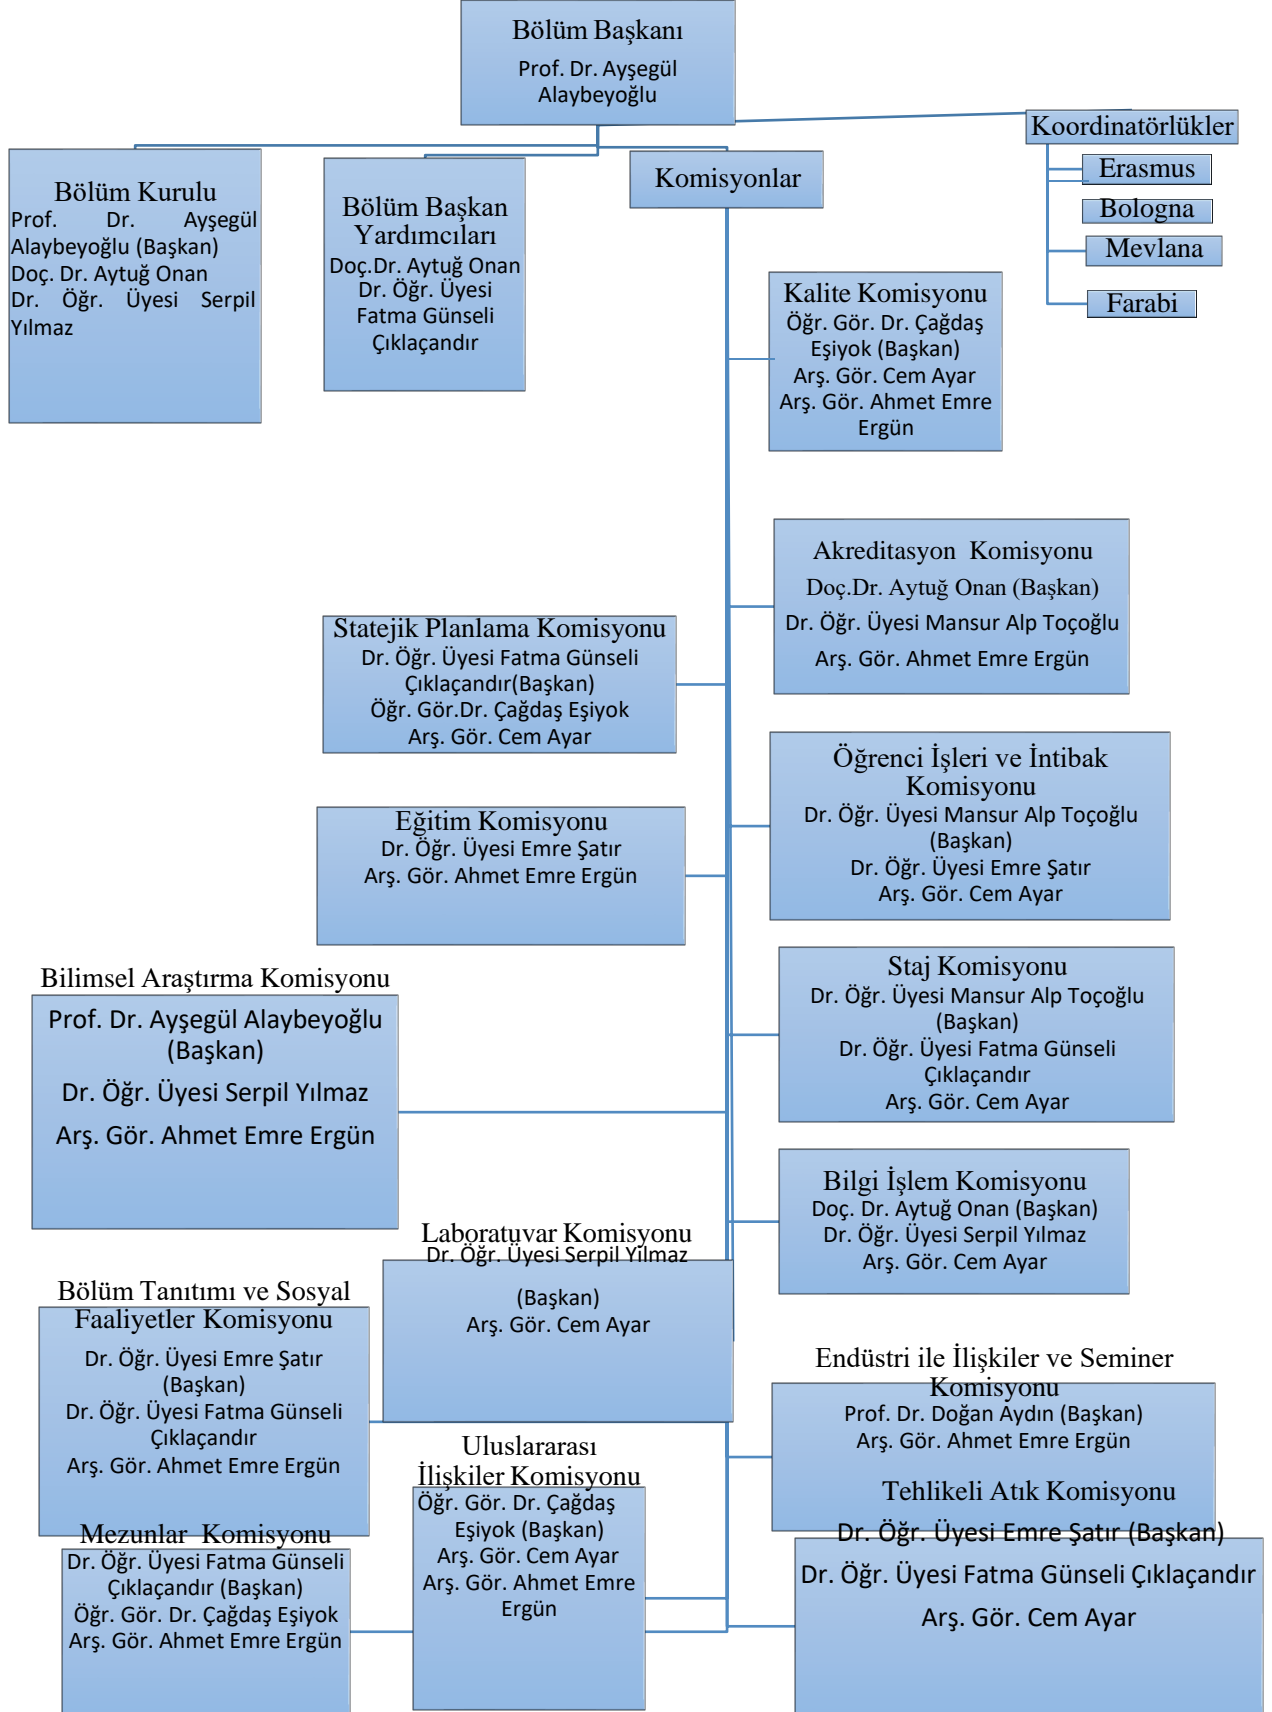 Bölüm Başkanı
Prof. Dr. Ayşegül
Alaybeyoğlu
Koordinatörlükler
Erasmus
Bologna
Mevlana
Farabi
Bölüm Kurulu
Prof. Dr. Ayşegül
Alaybeyoğlu (Başkan)
Doç. Dr. Aytuğ Onan
Dr. Öğr. Üyesi Serpil
Yılmaz
Bölüm Başkan
Yardımcıları
Doç.Dr. Aytuğ Onan
Dr. Öğr. Üyesi
Fatma Günseli
Çıklaçandır
Komisyonlar
Kalite Komisyonu
Öğr. Gör. Dr. Çağdaş
Eşiyok (Başkan)
Arş. Gör. Cem Ayar
Arş. Gör. Ahmet Emre
Ergün
Akreditasyon Komisyonu
Doç.Dr. Aytuğ Onan (Başkan)
Dr. Öğr. Üyesi Mansur Alp Toçoğlu
Arş. Gör. Ahmet Emre Ergün
Statejik Planlama Komisyonu
Dr. Öğr. Üyesi Fatma Günseli
Çıklaçandır(Başkan)
Öğr. Gör.Dr. Çağdaş Eşiyok
Arş. Gör. Cem Ayar
Öğrenci İşleri ve İntibak
Komisyonu
Dr. Öğr. Üyesi Mansur Alp Toçoğlu
(Başkan)
Dr. Öğr. Üyesi Emre Şatır
Arş. Gör. Cem Ayar
Eğitim Komisyonu
Dr. Öğr. Üyesi Emre Şatır
Arş. Gör. Ahmet Emre Ergün
Staj Komisyonu
Dr. Öğr. Üyesi Mansur Alp Toçoğlu
(Başkan)
Dr. Öğr. Üyesi Fatma Günseli
Çıklaçandır
Arş. Gör. Cem Ayar
Bilimsel Araştırma Komisyonu
Prof. Dr. Ayşegül Alaybeyoğlu
(Başkan)
Dr. Öğr. Üyesi Serpil Yılmaz
Arş. Gör. Ahmet Emre Ergün
Bilgi İşlem Komisyonu
Doç. Dr. Aytuğ Onan (Başkan)
Dr. Öğr. Üyesi Serpil Yılmaz
Arş. Gör. Cem Ayar
Laboratuvar Komisyonu
Dr. Öğr. Üyesi Serpil Yılmaz
(Başkan)
Arş. Gör. Cem Ayar
Bölüm Tanıtımı ve Sosyal
Faaliyetler Komisyonu
Dr. Öğr. Üyesi Emre Şatır
(Başkan)
Dr. Öğr. Üyesi Fatma Günseli
Çıklaçandır
Arş. Gör. Ahmet Emre Ergün
Endüstri ile İlişkiler ve Seminer
Komisyonu
Prof. Dr. Doğan Aydın (Başkan)
Arş. Gör. Ahmet Emre Ergün
Uluslararası
İlişkiler Komisyonu
Öğr. Gör. Dr. Çağdaş
Eşiyok (Başkan)
Arş. Gör. Cem Ayar
Arş. Gör. Ahmet Emre
Ergün
Tehlikeli Atık Komisyonu
Dr. Öğr. Üyesi Emre Şatır (Başkan)
Dr. Öğr. Üyesi Fatma Günseli Çıklaçandır
Arş. Gör. Cem Ayar
Mezunlar Komisyonu
Dr. Öğr. Üyesi Fatma Günseli
Çıklaçandır (Başkan)
Öğr. Gör. Dr. Çağdaş Eşiyok
Arş. Gör. Ahmet Emre Ergün